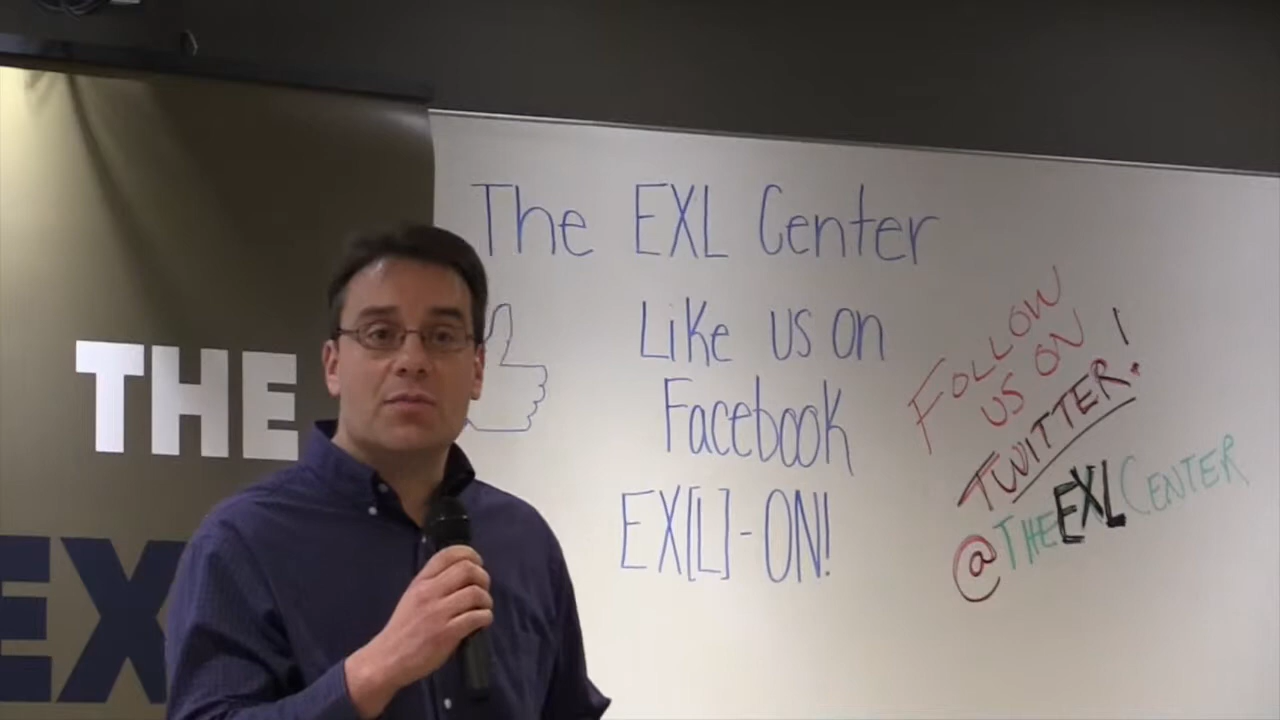 THE
EX
The EXL Center
Like us on
Facebook
EX[L]-ON!
FOLLOW
US ON
TWITTER!
@THEEXLCENTER